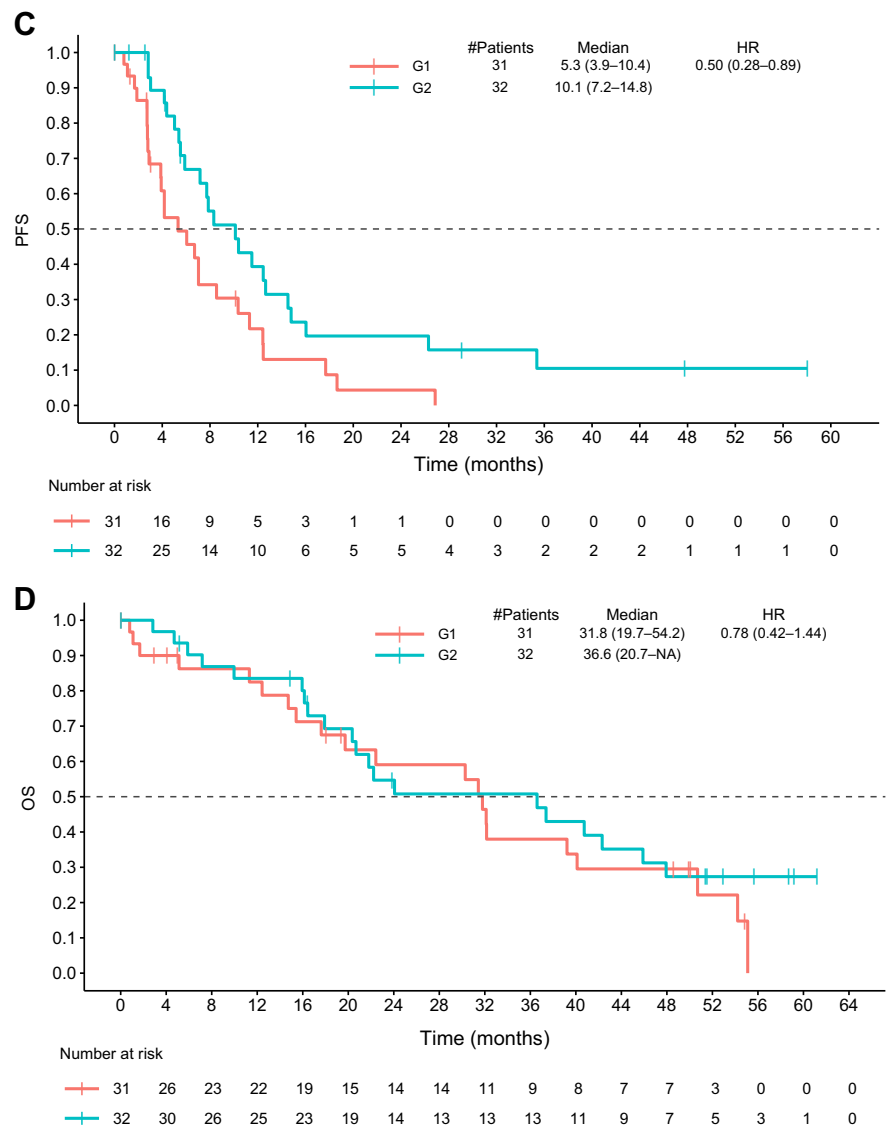 C
#Patients Median HR
G1 31 5.3 (3.9–10.4) 0.50 (0.28–0.89)
G2 32 10.1 (7.2–14.8)
1.0
0.9
0.8
0.7
0.6
0.5
0.4
0.3
0.2
0.1
0.0
PFS
0 4 8 12 16 20 24 28 32 36 40 44 48 52 56 60
Time (months)
Number at risk
31 16 9 5 3 1 1 0 0 0 0 0 0 0 0 0
32 25 14 10 6 5 5 4 3 2 2 2 1 1 1 0
D
#Patients Median HR
G1 31 31.8 (19.7–54.2) 0.78 (0.42–1.44)
G2 32 36.6 (20.7–NA)
1.0
0.9
0.8
0.7
0.6
0.5
0.4
0.3
0.2
0.1
0.0
OS
0 4 8 12 16 20 24 28 32 36 40 44 48 52 56 60 64
Time (months)
Number at risk
31 26 23 22 19 15 14 14 11 9 8 7 7 3 0 0 0
32 30 26 25 23 19 14 13 13 13 11 9 7 5 3 1 0